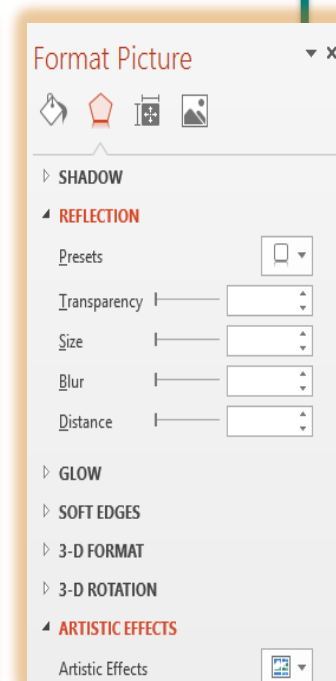 Format Picture
SHADOW
REFLECTION
Presets
Transparency
Size
Blur
Distance
GLOW
SOFT EDGES
3-D FORMAT
3-D ROTATION
ARTISTIC EFFECTS
Artistic Effects